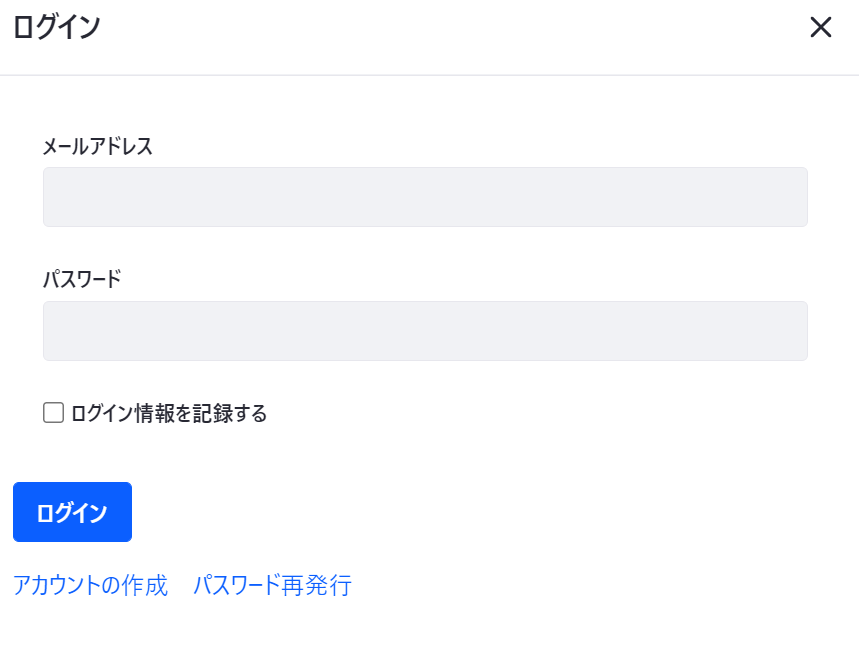 ログイン
メールアドレス
パスワード
ログイン情報を記録する
ログイン
アカウントの作成 パスワード再発行